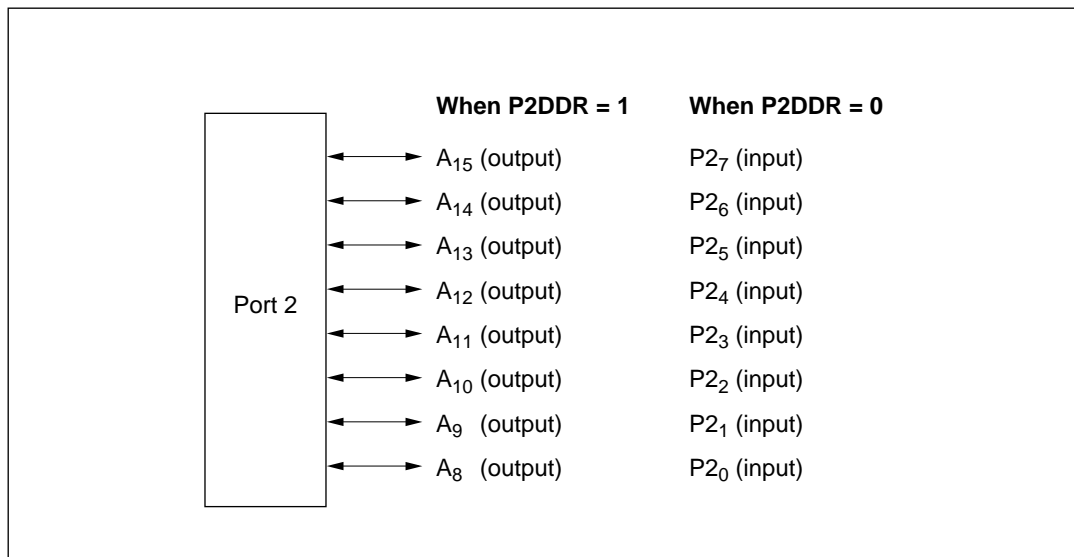 When P2DDR = 1 When P2DDR = 0
A15 (output) P27 (input)
A14 (output) P26 (input)
A13 (output) P25 (input)
A12 (output) P24 (input)
Port 2
A11 (output) P23 (input)
A10 (output) P22 (input)
A9 (output) P21 (input)
A8 (output) P20 (input)